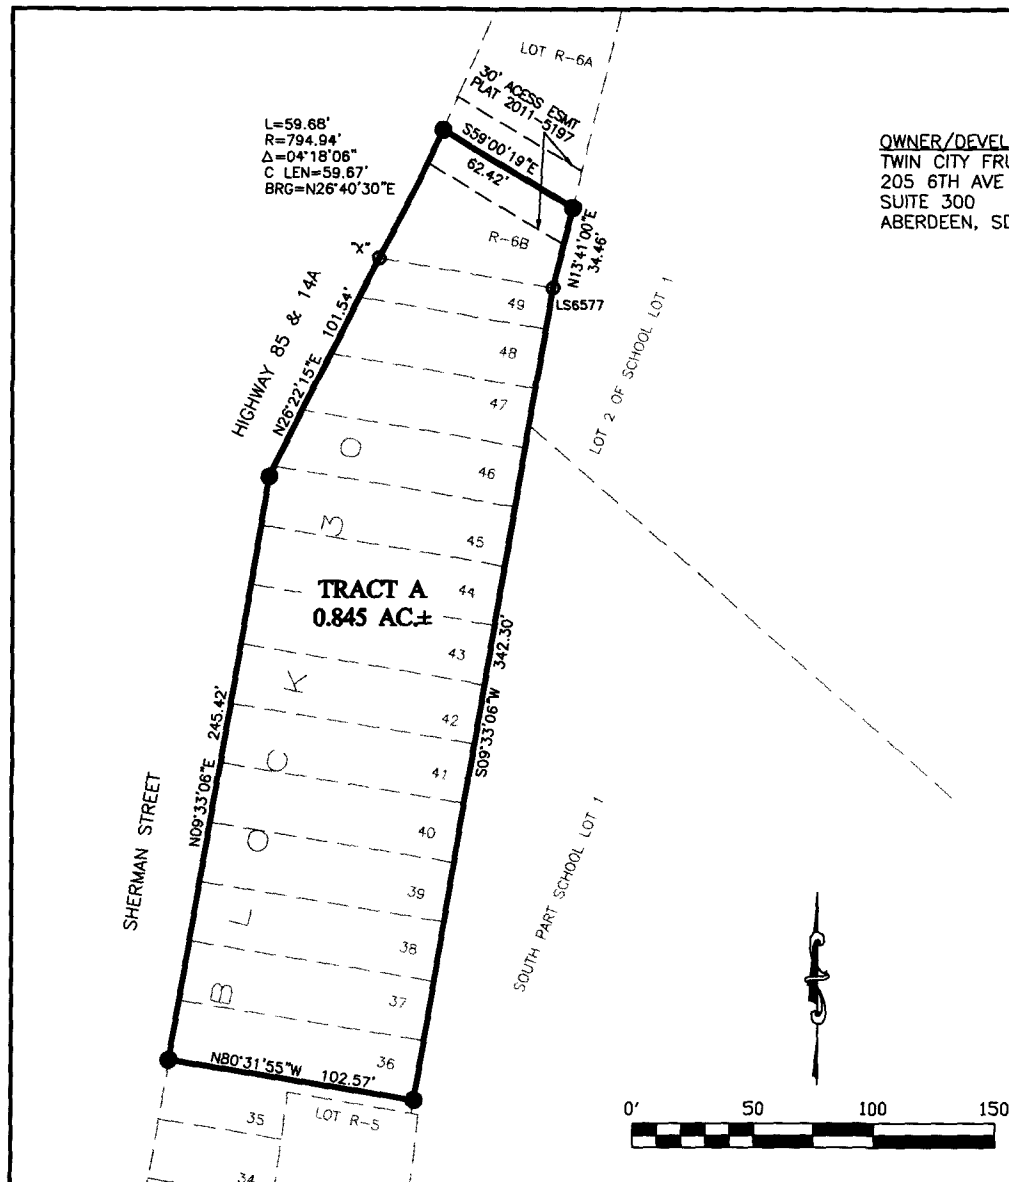 LOT R-6A
30' ACESS ESMT
PLAT 2011-5197
L=59.68'
R=794.94'
Δ=04°18'06"
C LEN=59.67'
BRG=N26°40'30"E
S59°00'19"E
62.42'
OWNER/DEVEL
TWIN CITY FRU
205 6TH AVE
SUITE 300
ABERDEEN, SD
R-6B
N13°41'00"E
34.46'
"X"
LS6577
HIGHWAY 85 & 14A
N26°22'15"E 101.54'
49
48
47
46
45
44
43
42
41
40
39
38
37
36
LOT 2 OF SCHOOL LOT 1
TRACT A
0.845 AC.±
BLOCK 30
S09°33'06"W 342.30'
N09°33'06"E 245.42'
SHERMAN STREET
SOUTH PART SCHOOL LOT 1
N80°31'55"W 102.57'
LOT R-5
35
34
0' 50 100 150